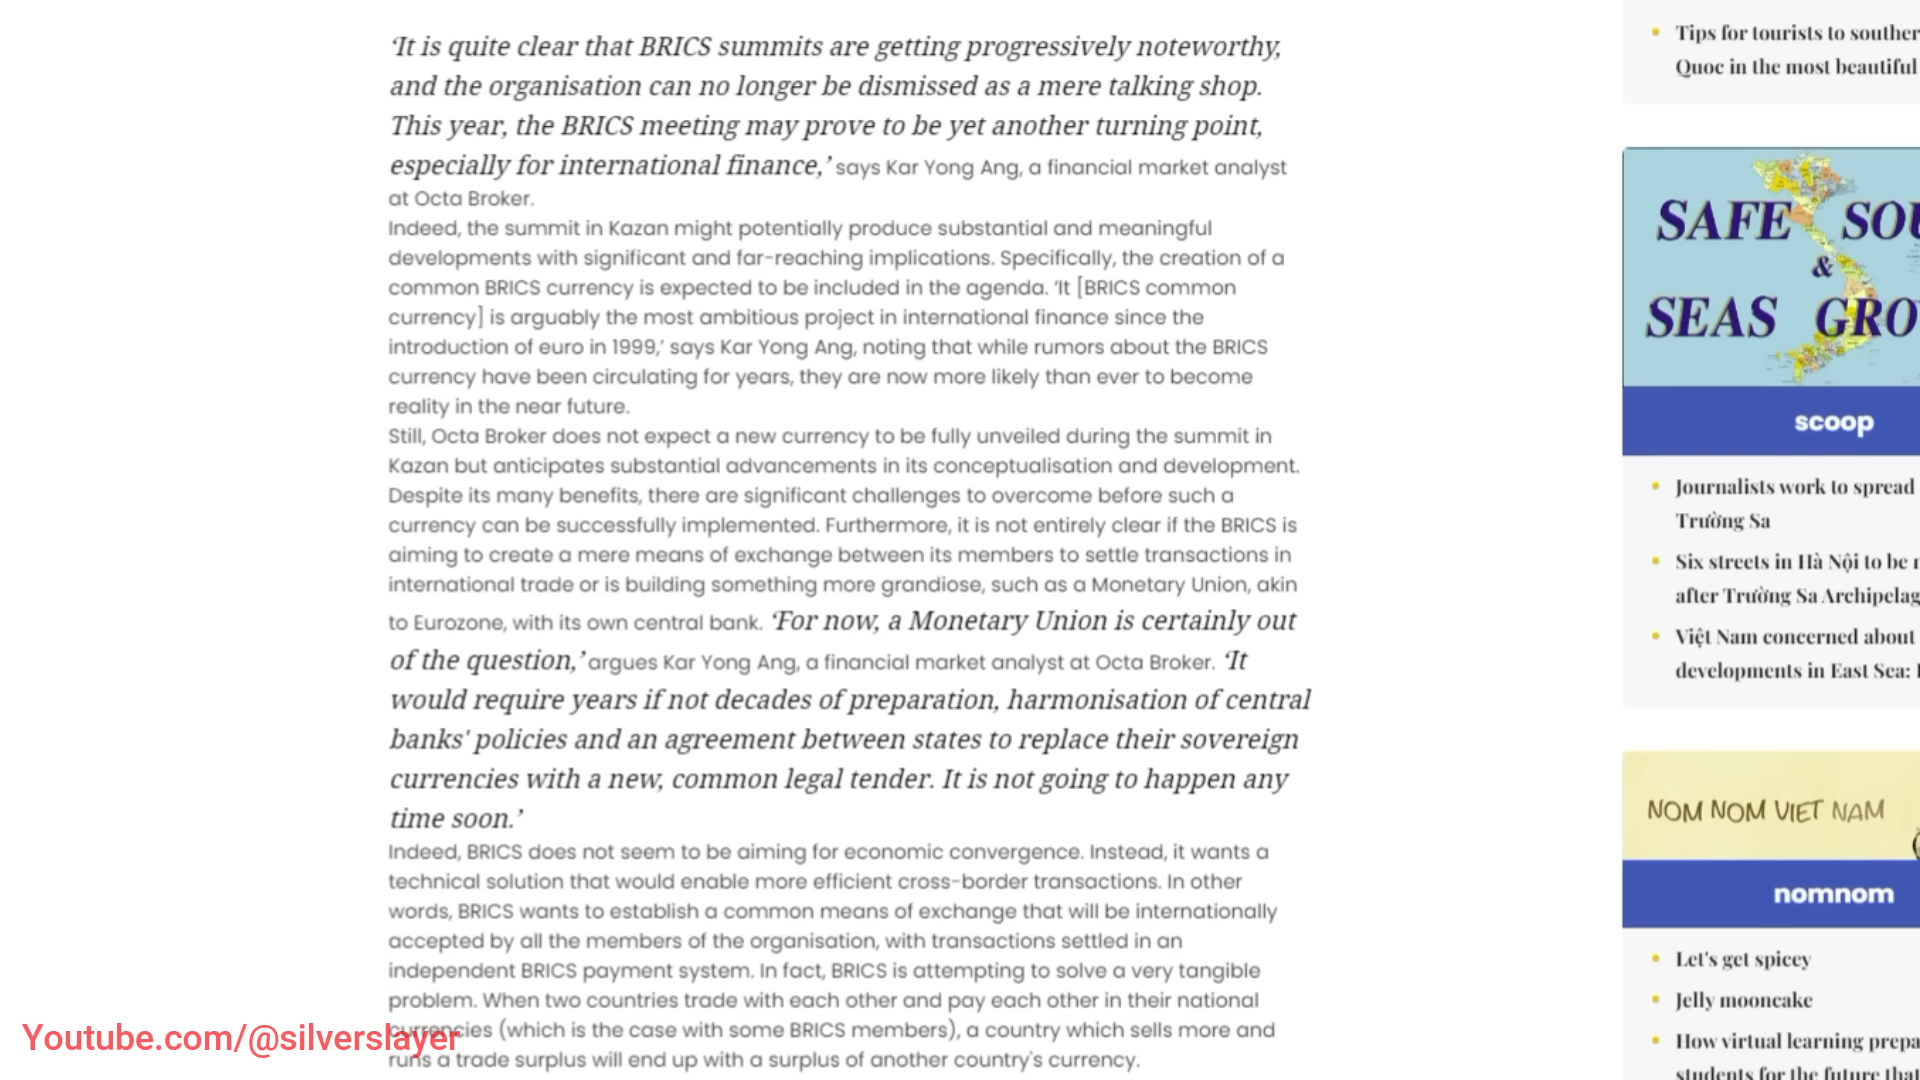 ‘It is quite clear that BRICS summits are getting progressively noteworthy,
and the organisation can no longer be dismissed as a mere talking shop.
This year, the BRICS meeting may prove to be yet another turning point,
especially for international finance,’ says Kar Yong Ang, a financial market analyst
at Octa Broker.
Indeed, the summit in Kazan might potentially produce substantial and meaningful
developments with significant and far-reaching implications. Specifically, the creation of a
common BRICS currency is expected to be included in the agenda. ‘It [BRICS common
currency] is arguably the most ambitious project in international finance since the
introduction of euro in 1999,’ says Kar Yong Ang, noting that while rumors about the BRICS
currency have been circulating for years, they are now more likely than ever to become
reality in the near future.
Still, Octa Broker does not expect a new currency to be fully unveiled during the summit in
Kazan but anticipates substantial advancements in its conceptualisation and development.
Despite its many benefits, there are significant challenges to overcome before such a
currency can be successfully implemented. Furthermore, it is not entirely clear if the BRICS is
aiming to create a mere means of exchange between its members to settle transactions in
international trade or is building something more grandiose, such as a Monetary Union, akin
to Eurozone, with its own central bank. ‘For now, a Monetary Union is certainly out
of the question,’ argues Kar Yong Ang, a financial market analyst at Octa Broker. ‘It
would require years if not decades of preparation, harmonisation of central
banks' policies and an agreement between states to replace their sovereign
currencies with a new, common legal tender. It is not going to happen any
time soon.’
Indeed, BRICS does not seem to be aiming for economic convergence. Instead, it wants a
technical solution that would enable more efficient cross-border transactions. In other
words, BRICS wants to establish a common means of exchange that will be internationally
accepted by all the members of the organisation, with transactions settled in an
independent BRICS payment system. In fact, BRICS is attempting to solve a very tangible
problem. When two countries trade with each other and pay each other in their national
currencies (which is the case with some BRICS members), a country which sells more and
runs a trade surplus will end up with a surplus of another country's currency.
Youtube.com/@silverslayer
Tips for tourists to souther
Quoc in the most beautiful
SAFE SOU
&
SEAS GRO
scoop
Journalists work to spread
Trường Sa
Six streets in Hà Nội to be
after Trường Sa Archipelag
Việt Nam concerned about
developments in East Sea:
NOM NOM VIET NAM
nomnom
Let's get spicey
Jelly mooncake
How virtual learning prepa
students for the future that